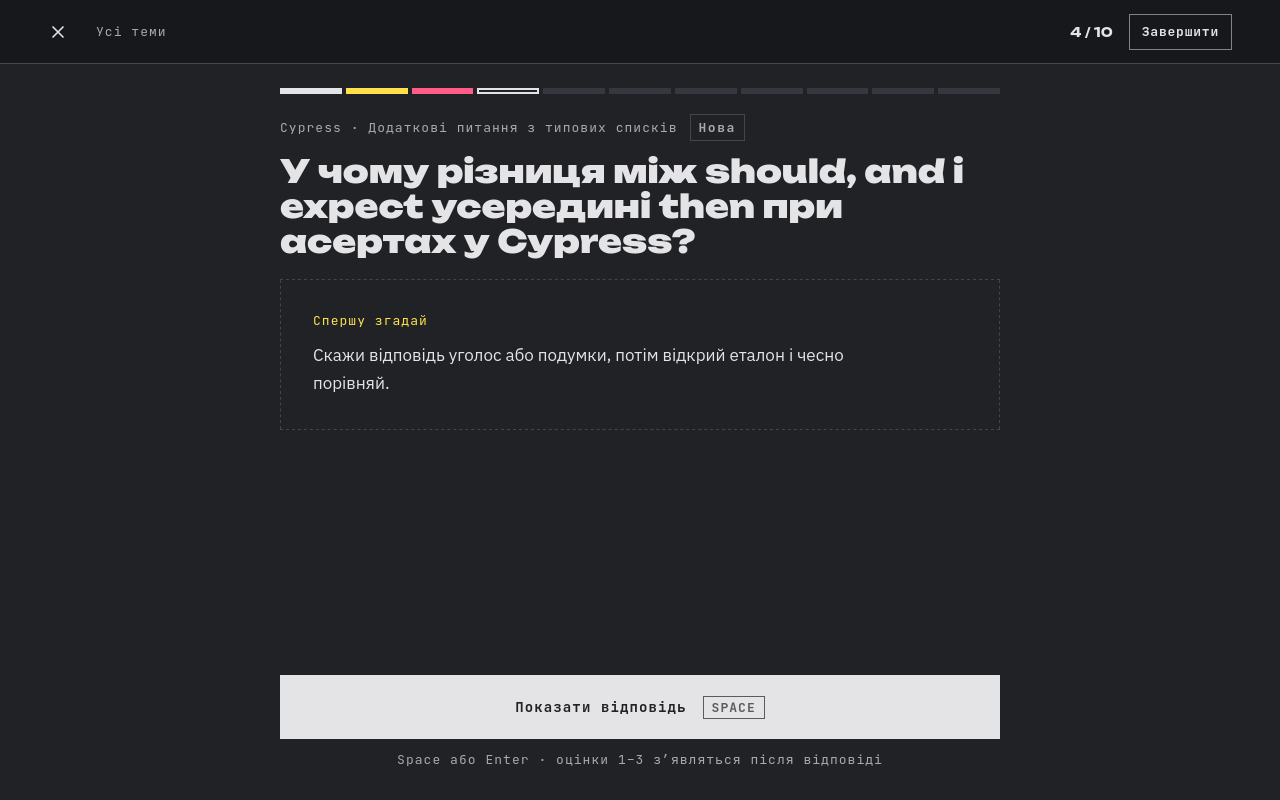 Усі теми
4 / 10
Завершити
Cypress · Додаткові питання з типових списків Нова
У чому різниця між should, and і
expect усередині then при
асертах у Cypress?
Спершу згадай
Скажи відповідь уголос або подумки, потім відкрий еталон і чесно
порівняй.
Показати відповідь SPACE
Space або Enter · оцінки 1–3 з’являться після відповіді